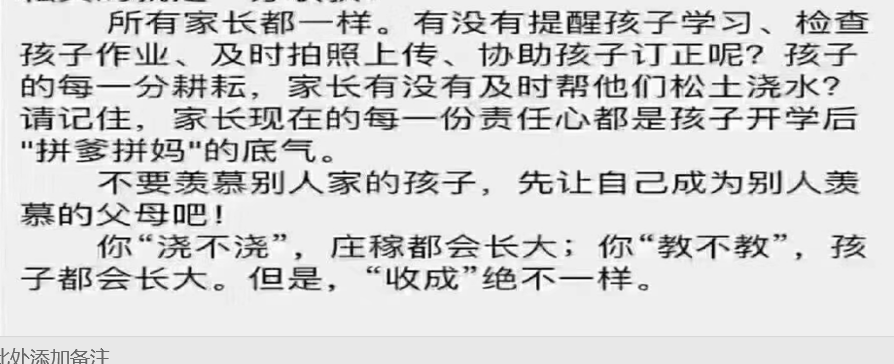 所有家长都一样。有没有提醒孩子学习、检查
孩子作业、及时拍照上传、协助孩子订正呢？孩子
的每一分耕耘，家长有没有及时帮他们松土浇水？
请记住，家长现在的每一份责任心都是孩子开学后
"拼爹拼妈"的底气。
不要羡慕别人家的孩子，先让自己成为别人羡
慕的父母吧！
你“浇不浇”，庄稼都会长大；你“教不教”，孩
子都会长大。但是，“收成”绝不一样。
此处添加备注